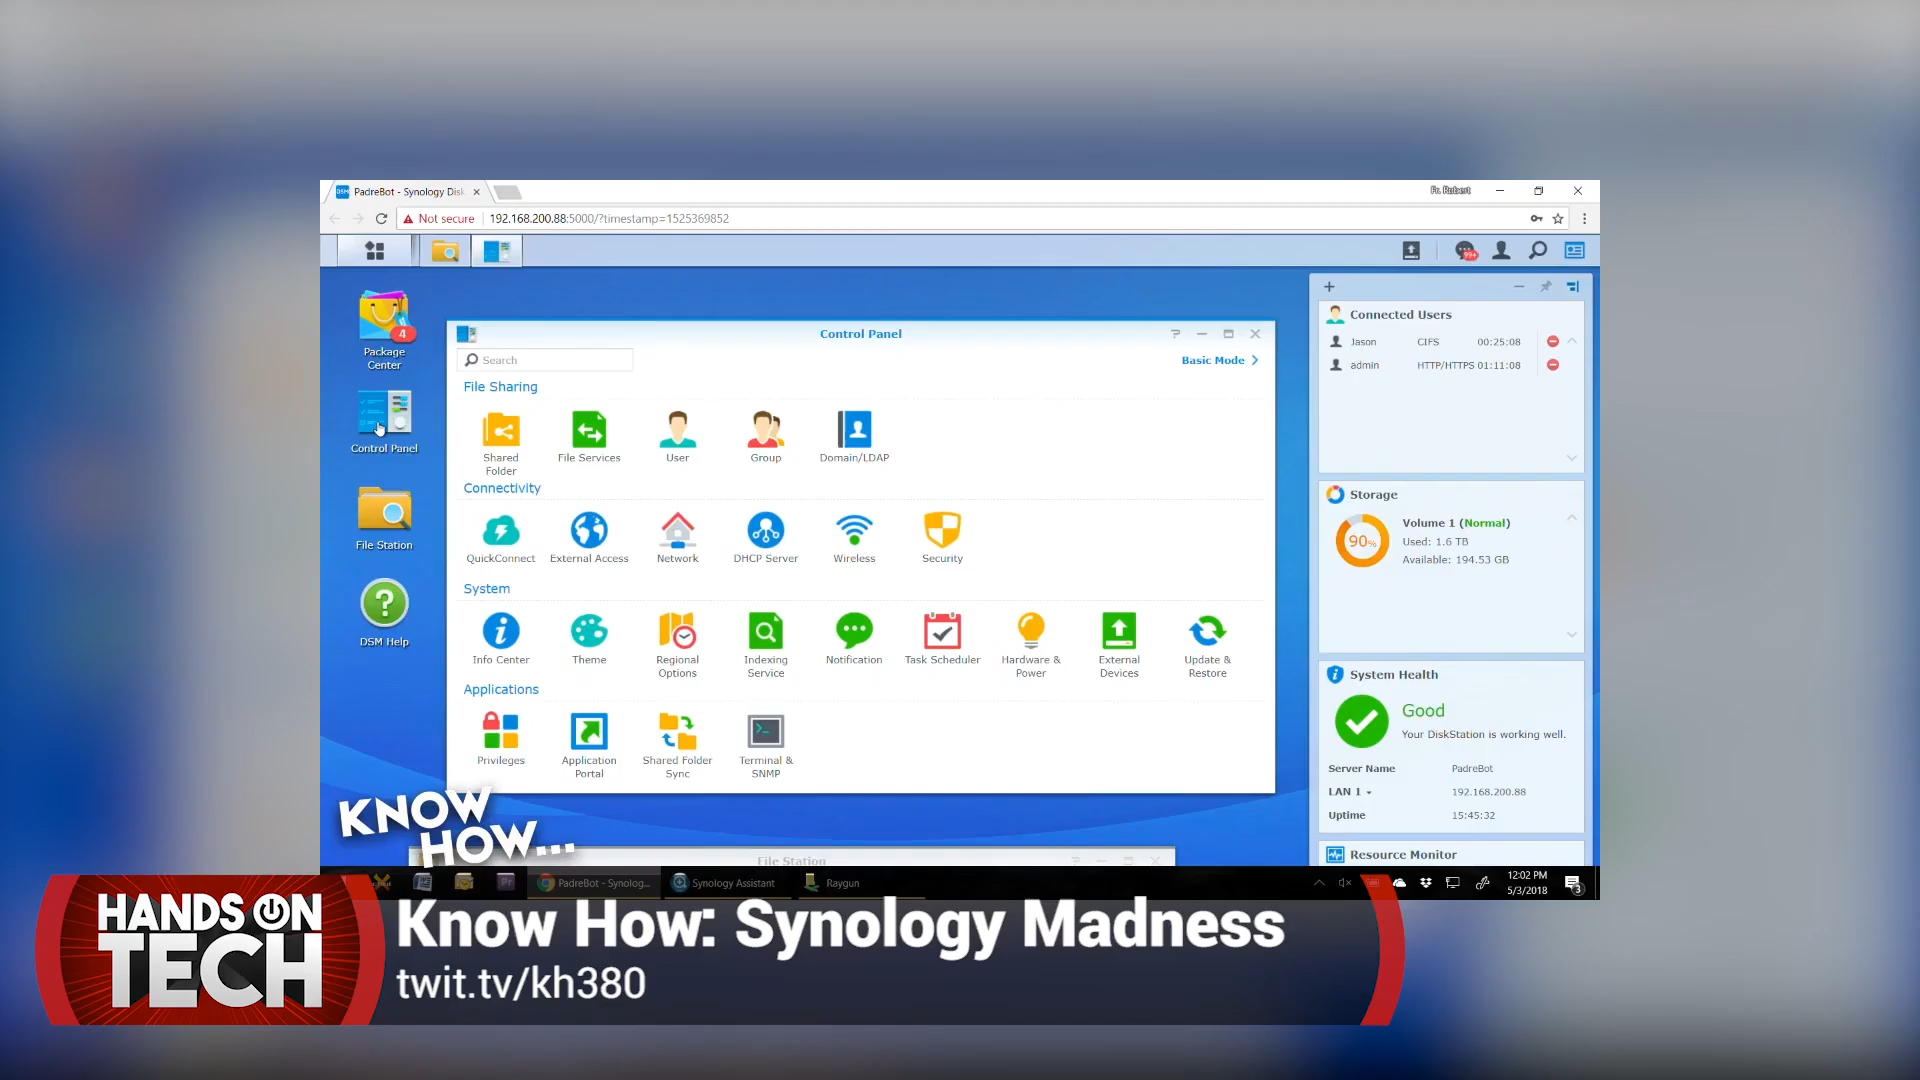 PadreBot - Synology Disk
Fr. Robert
Not secure
192.168.200.88:5000/?timestamp=1525369852
99+
4
Package
Center
Control Panel
File Station
DSM Help
Control Panel
Search
Basic Mode
File Sharing
Shared
Folder
File Services
User
Group
Domain/LDAP
Connectivity
QuickConnect
External Access
Network
DHCP Server
Wireless
Security
System
Info Center
Theme
Regional
Options
Indexing
Service
Notification
Task Scheduler
Hardware &
Power
External
Devices
Update &
Restore
Applications
Privileges
Application
Portal
Shared Folder
Sync
Terminal &
SNMP
Connected Users
Jason CIFS 00:25:08
admin HTTP/HTTPS 01:11:08
Storage
90%
Volume 1 (Normal)
Used: 1.6 TB
Available: 194.53 GB
System Health
Good
Your DiskStation is working well.
Server Name PadreBot
LAN 1 192.168.200.88
Uptime 15:45:32
Resource Monitor
File Station
KNOW
HOW...
PadreBot - Synolog...
Synology Assistant
Raygun
12:02 PM
5/3/2018
3
HANDS ON
TECH
Know How: Synology Madness
twit.tv/kh380